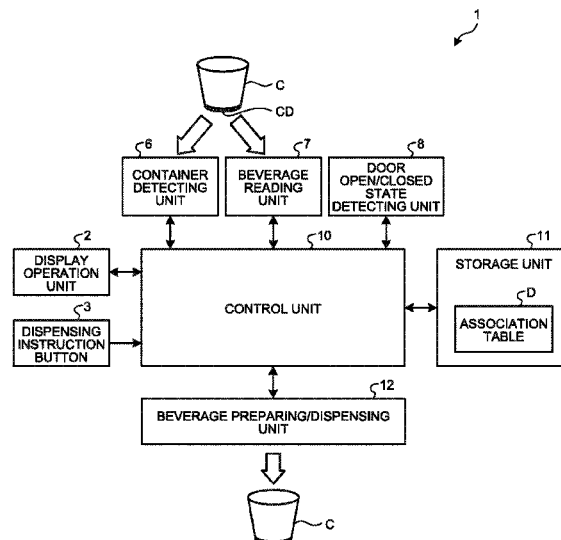 1
C
CD
6
7
8
CONTAINER
DETECTING
UNIT
BEVERAGE
READING
UNIT
DOOR
OPEN/CLOSED
STATE
DETECTING UNIT
2
10
11
DISPLAY
OPERATION
UNIT
CONTROL UNIT
STORAGE UNIT
D
ASSOCIATION
TABLE
3
DISPENSING
INSTRUCTION
BUTTON
12
BEVERAGE PREPARING/DISPENSING
UNIT
C